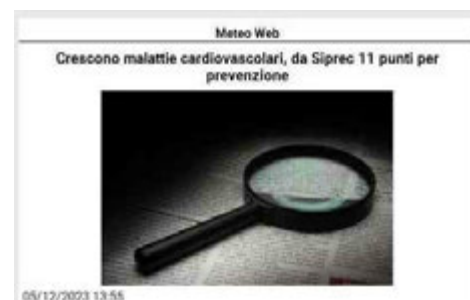 Meteo Web
Crescono malattie cardiovascolari, da Siprec 11 punti per
prevenzione
05/12/2023 13:55